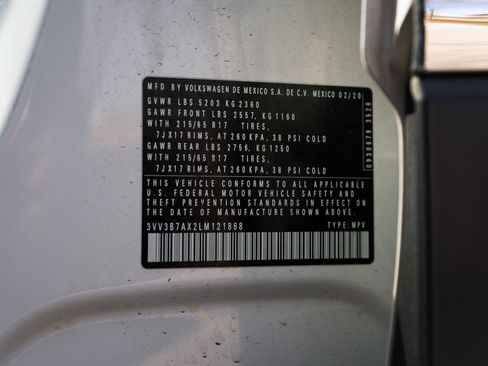 MFD BY VOLKSWAGEN DE MEXICO S.A. DE C.V. MEXICO 02/20
GVWR LBS 5203 KG 2360
GAWR FRONT LBS 2557, KG 1160
WITH 215/65 R17 TIRES,
7JX17 RIMS, AT 260 KPA, 38 PSI COLD
GAWR REAR LBS 2756, KG 1250
WITH 215/65 R17 TIRES,
7JX17 RIMS, AT 260 KPA, 38 PSI COLD
THIS VEHICLE CONFORMS TO ALL APPLICABLE
U.S. FEDERAL MOTOR VEHICLE SAFETY AND
THEFT PREVENTION STANDARDS IN EFFECT ON
THE DATE OF MANUFACTURE SHOWN ABOVE
3VV3B7AX2LM121868 TYPE: MPV
0930679 3526